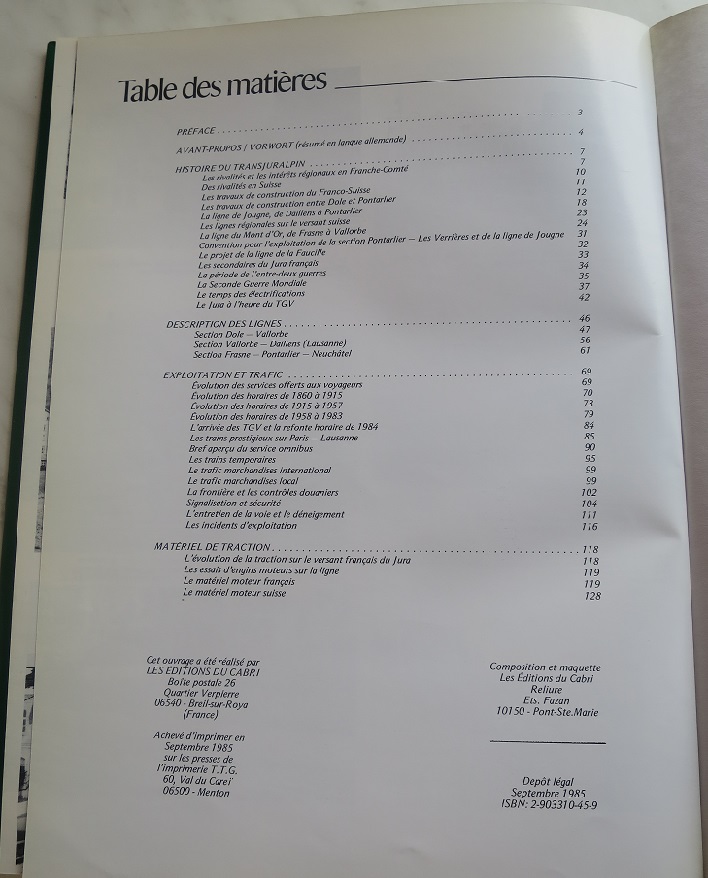 Table des matières
PRÉFACE . . . . . . . . . . . . . . . . . . . . . . . . . . . . . . 3
AVANT-PROPOS / VORWORT (résumé en langue allemande) . . . . . . . . . . . . 4
HISTOIRE DU TRANSJURALPIN . . . . . . . . . . . . . . . . . . . . 7
Les rivalités et les intérêts régionaux en Franche-Comté 7
Des rivalités en Suisse 10
Les travaux de construction du Franco-Suisse 11
Les travaux de construction entre Dole et Pontarlier 12
La ligne de Jougne, de Daillens à Pontarlier 18
Les lignes régionales sur le versant suisse 23
La ligne du Mont d'Or, de Frasne à Vallorbe 24
Convention pour l'exploitation de la section Pontarlier — Les Verrières et de la ligne de Jougne 31
Le projet de la ligne de la Faucille 32
Les secondaires du Jura français 33
La période de l'entre-deux guerres 34
La Seconde Guerre Mondiale 35
Le temps des électrifications 37
Le Jura à l'heure du TGV 42
DESCRIPTION DES LIGNES . . . . . . . . . . . . . . . . . . . . 46
Section Dole — Vallorbe 47
Section Vallorbe — Daillens (Lausanne) 56
Section Frasne — Pontarlier — Neuchâtel 61
EXPLOITATION ET TRAFIC . . . . . . . . . . . . . . . . . . . . 69
Évolution des services offerts aux voyageurs 69
Évolution des horaires de 1860 à 1915 70
Évolution des horaires de 1915 à 1957 73
Évolution des horaires de 1958 à 1983 79
L'arrivée des TGV et la refonte horaire de 1984 84
Les trains prestigieux sur Paris — Lausanne 85
Bref aperçu du service omnibus 90
Les trains temporaires 95
Le trafic marchandises international 99
Le trafic marchandises local 99
La frontière et les contrôles douaniers 102
Signalisation et sécurité 104
L'entretien de la voie et le déneigement 111
Les incidents d'exploitation 116
MATÉRIEL DE TRACTION . . . . . . . . . . . . . . . . . . . . 118
L'évolution de la traction sur le versant français du Jura 118
Les essais d'engins moteurs sur la ligne 119
Le matériel moteur français 119
Le matériel moteur suisse 128
Cet ouvrage a été réalisé par
LES ÉDITIONS DU CABRI
Boîte postale 26
Quartier Verpierre
06540 - Breil-sur-Roya
(France)
Achevé d'imprimer en
Septembre 1985
sur les presses de
l'imprimerie T.T.G.
60, Val du Careï
06500 - Menton
Composition et maquette
Les Éditions du Cabri
Reliure
Ets.
10150 - Pont-Ste.Marie
Dépôt légal
Septembre 1985
ISBN: 2-903310-45-9